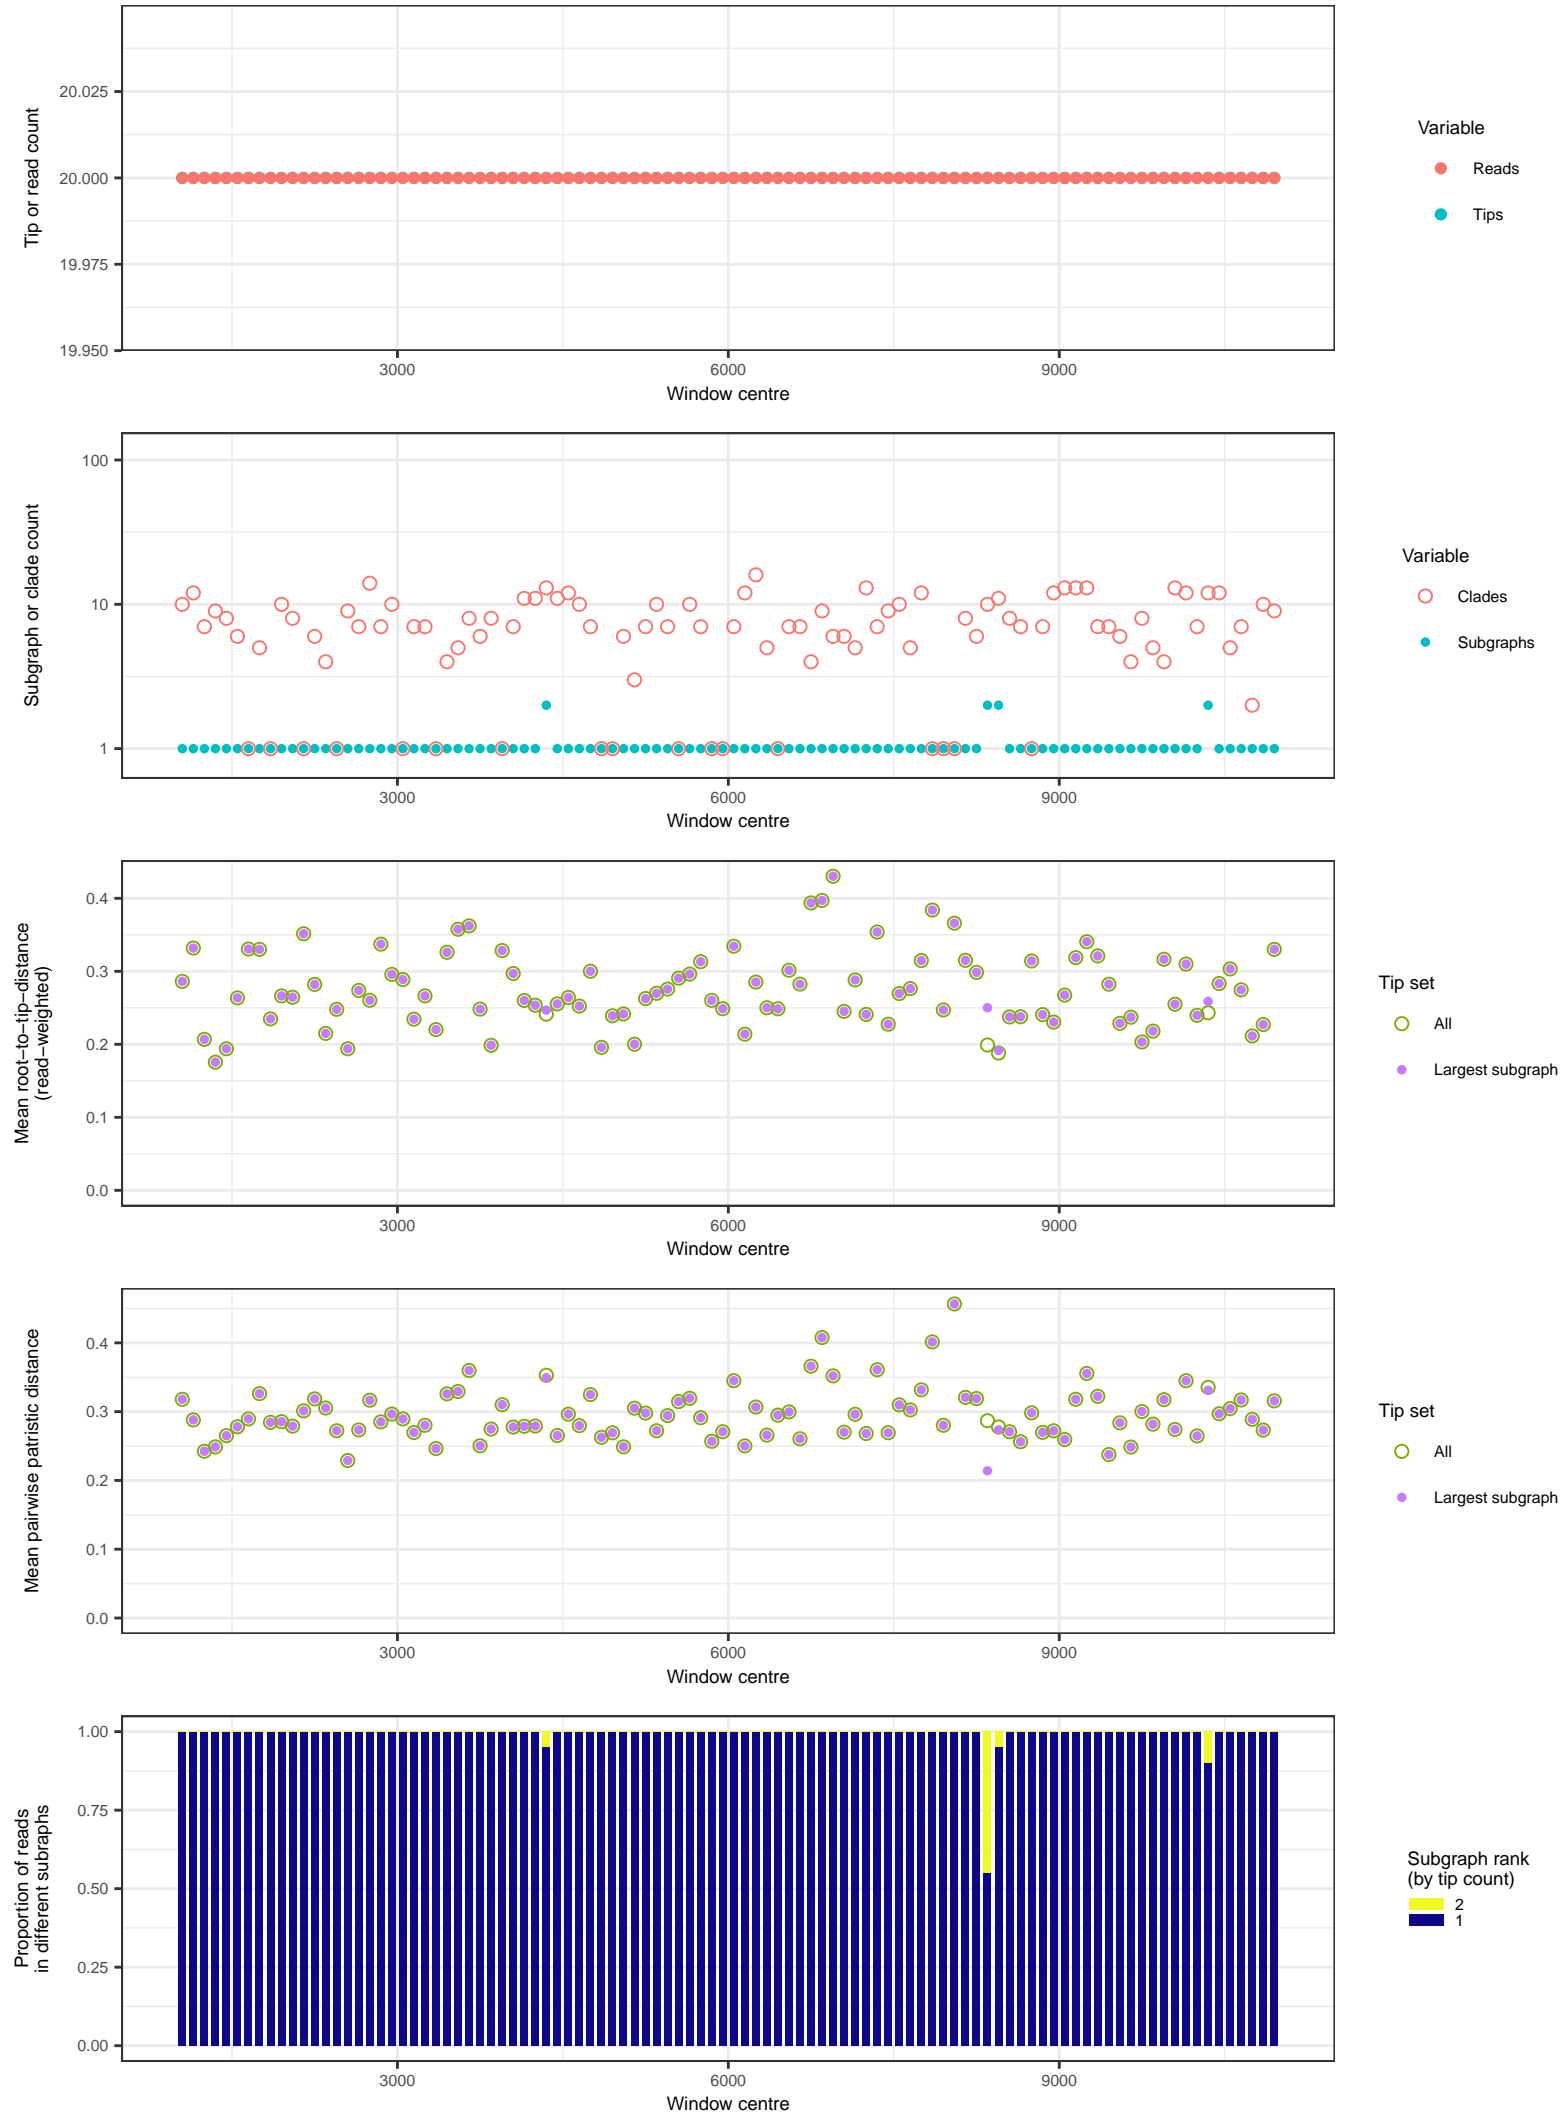 Tip or read count
20.025
20.000
19.975
19.950
3000
6000
9000
Window centre
Variable
Reads
Tips
Subgraph or clade count
100
10
1
3000
6000
9000
Window centre
Variable
Clades
Subgraphs
Mean root−to−tip−distance
(read−weighted)
0.4
0.3
0.2
0.1
0.0
3000
6000
9000
Window centre
Tip set
All
Largest subgraph
Mean pairwise patristic distance
0.4
0.3
0.2
0.1
0.0
3000
6000
9000
Window centre
Tip set
All
Largest subgraph
Proportion of reads
in different subraphs
1.00
0.75
0.50
0.25
0.00
3000
6000
9000
Window centre
Subgraph rank
(by tip count)
2
1